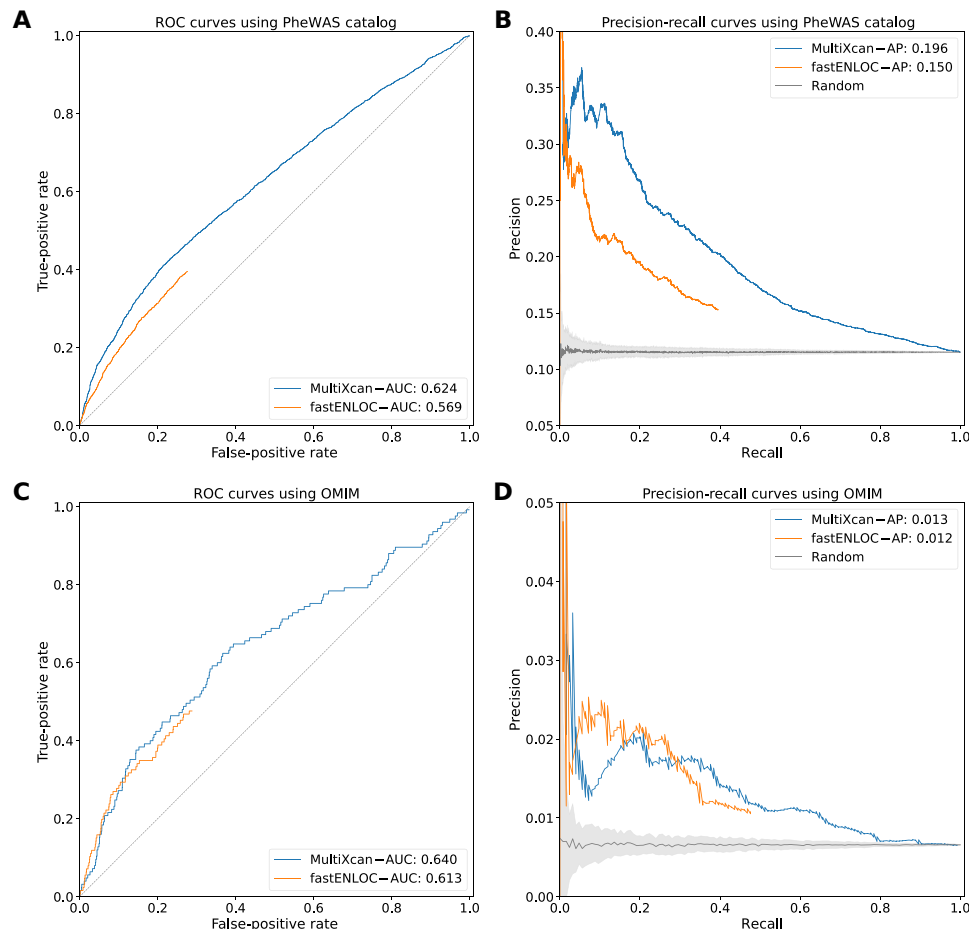 A
ROC curves using PheWAS catalog
1.0
0.8
0.6
0.4
0.2
0.0
True-positive rate
0.0 0.2 0.4 0.6 0.8 1.0
False-positive rate
MultiXcan−AUC: 0.624
fastENLOC−AUC: 0.569
B
Precision-recall curves using PheWAS catalog
0.40
0.35
0.30
0.25
0.20
0.15
0.10
0.05
Precision
0.0 0.2 0.4 0.6 0.8 1.0
Recall
MultiXcan−AP: 0.196
fastENLOC−AP: 0.150
Random
C
ROC curves using OMIM
1.0
0.8
0.6
0.4
0.2
0.0
True-positive rate
0.0 0.2 0.4 0.6 0.8 1.0
False-positive rate
MultiXcan−AUC: 0.640
fastENLOC−AUC: 0.613
D
Precision-recall curves using OMIM
0.05
0.04
0.03
0.02
0.01
0.00
Precision
0.0 0.2 0.4 0.6 0.8 1.0
Recall
MultiXcan−AP: 0.013
fastENLOC−AP: 0.012
Random